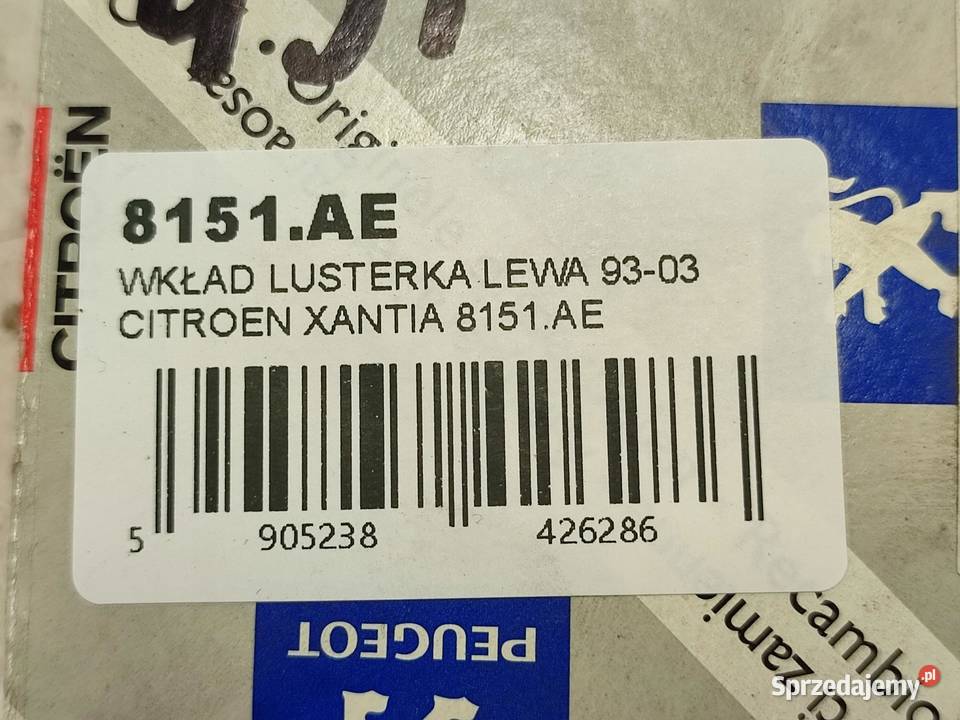 8151.AE
WKŁAD LUSTERKA LEWA 93-03
CITROEN XANTIA 8151.AE
5 905238 426286
CITROËN
PEUGEOT
Sprzedajemy.pl